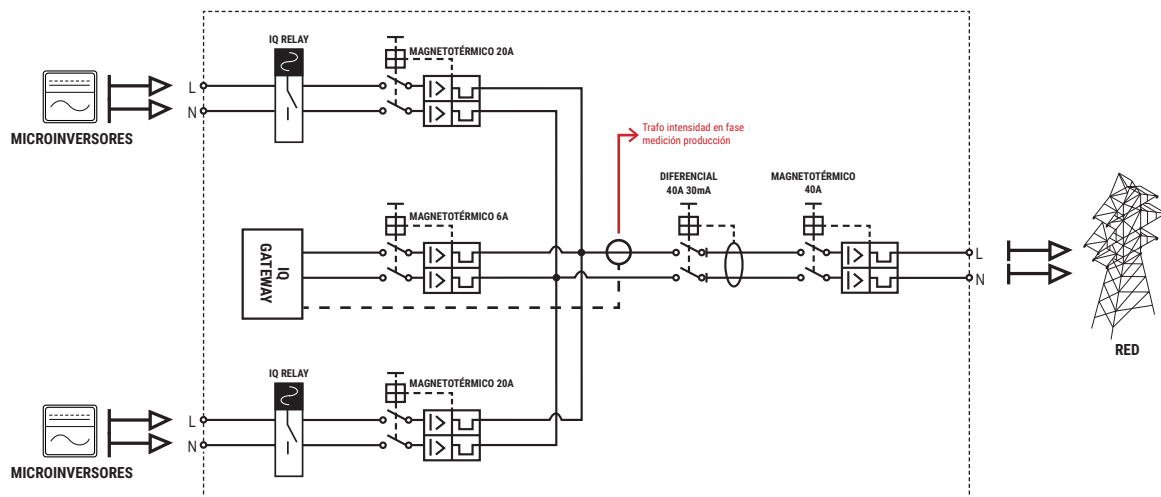 IQ RELAY
MAGNETOTÉRMICO 20A
L
N
MICROINVERSORES
Trafo intensidad en fase
medición producción
DIFERENCIAL
40A 30mA
MAGNETOTÉRMICO
40A
MAGNETOTÉRMICO 6A
IQ
GATEWAY
L
N
RED
IQ RELAY
MAGNETOTÉRMICO 20A
L
N
MICROINVERSORES